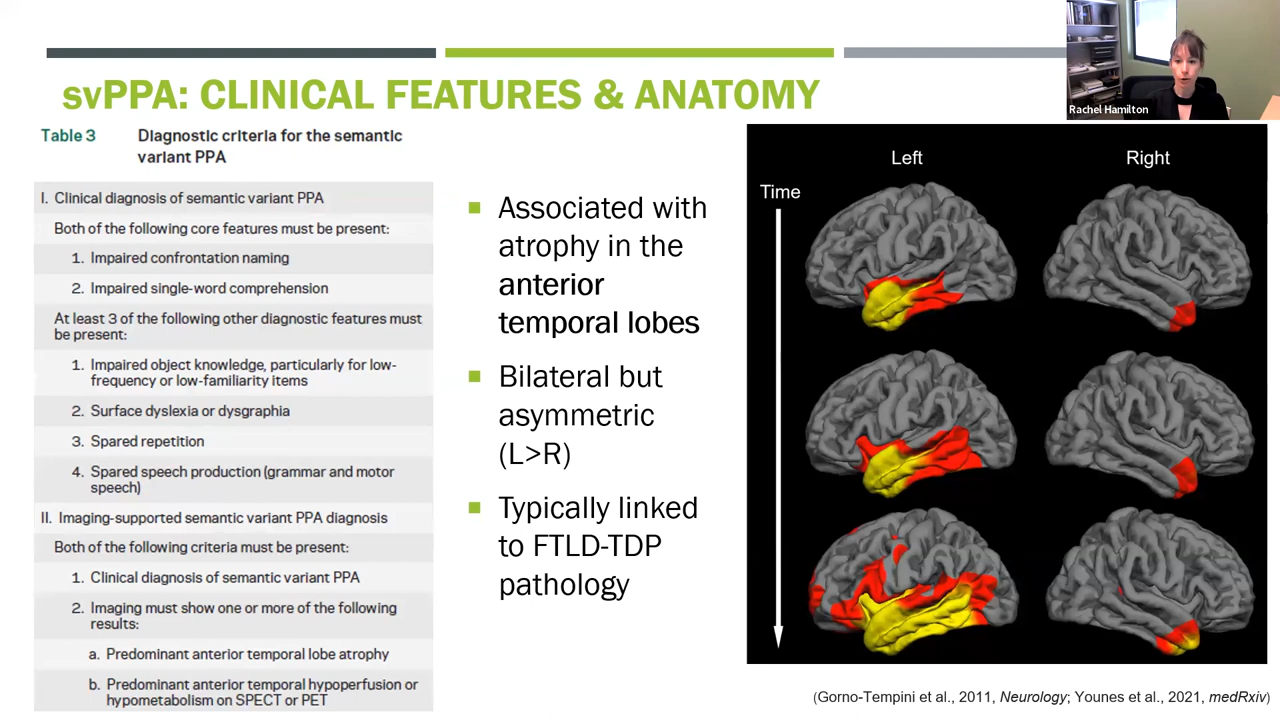 svPPA: CLINICAL FEATURES & ANATOMY
Rachel Hamilton
Table 3 Diagnostic criteria for the semantic
variant PPA
I. Clinical diagnosis of semantic variant PPA
Both of the following core features must be present:
1. Impaired confrontation naming
2. Impaired single-word comprehension
At least 3 of the following other diagnostic features must
be present:
1. Impaired object knowledge, particularly for low-
frequency or low-familiarity items
2. Surface dyslexia or dysgraphia
3. Spared repetition
4. Spared speech production (grammar and motor
speech)
II. Imaging-supported semantic variant PPA diagnosis
Both of the following criteria must be present:
1. Clinical diagnosis of semantic variant PPA
2. Imaging must show one or more of the following
results:
a. Predominant anterior temporal lobe atrophy
b. Predominant anterior temporal hypoperfusion or
hypometabolism on SPECT or PET
Associated with
atrophy in the
anterior
temporal lobes
Bilateral but
asymmetric
(L>R)
Typically linked
to FTLD-TDP
pathology
Left Right
Time
(Gorno-Tempini et al., 2011, Neurology; Younes et al., 2021, medRxiv)